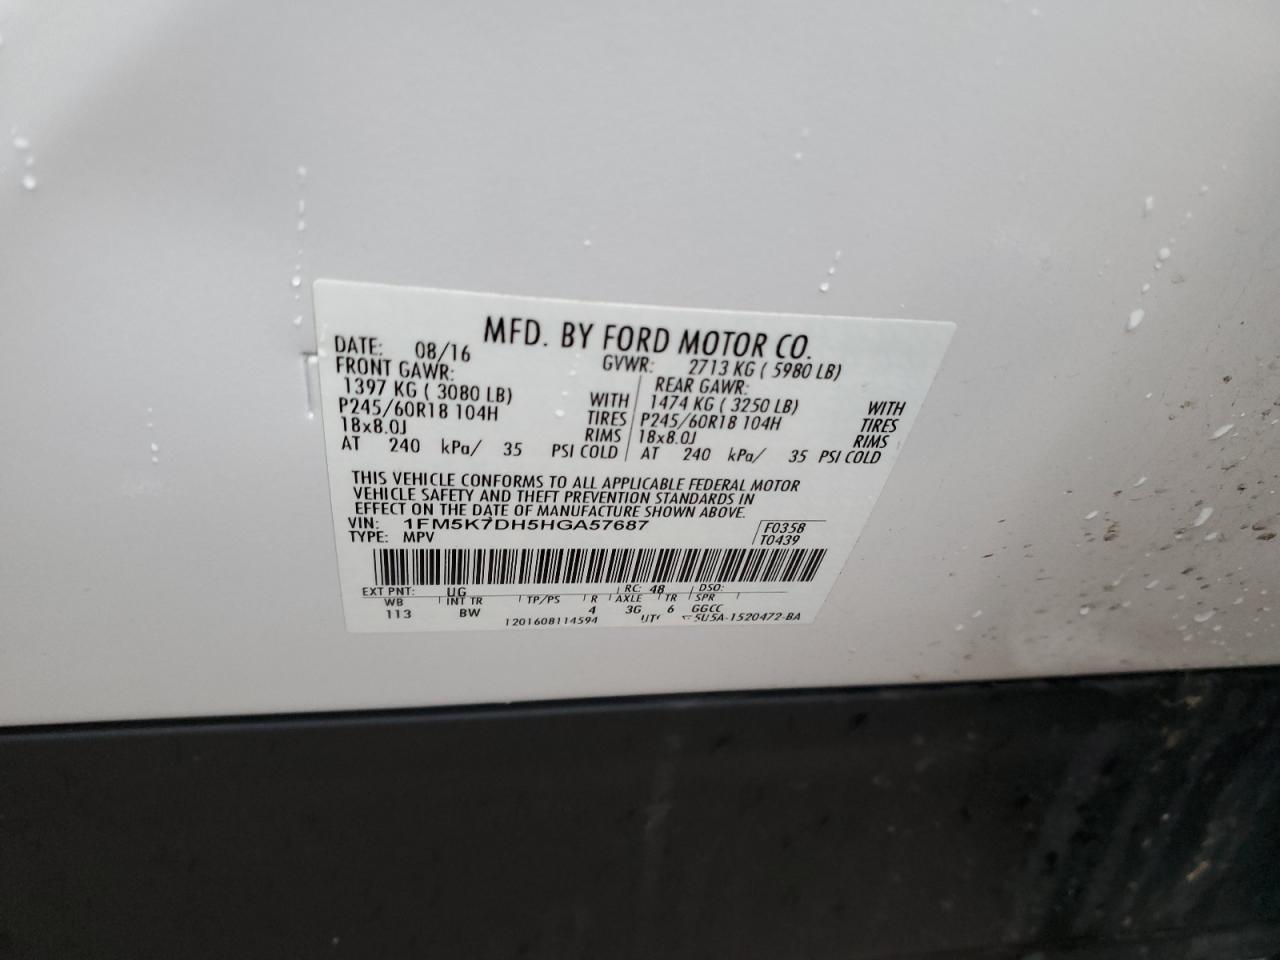 MFD. BY FORD MOTOR CO.
DATE: 08/16 GVWR: 2713 KG ( 5980 LB)
FRONT GAWR: REAR GAWR:
1397 KG ( 3080 LB) WITH 1474 KG ( 3250 LB) WITH
P245/60R18 104H TIRES P245/60R18 104H TIRES
18x8.0J RIMS 18x8.0J RIMS
AT 240 kPa/ 35 PSI COLD AT 240 kPa/ 35 PSI COLD
THIS VEHICLE CONFORMS TO ALL APPLICABLE FEDERAL MOTOR
VEHICLE SAFETY AND THEFT PREVENTION STANDARDS IN
EFFECT ON THE DATE OF MANUFACTURE SHOWN ABOVE.
VIN: 1FM5K7DH5HGA57687 F0358
TYPE: MPV T0439
EXT PNT: UG RC: 48 DSO:
WB INT TR TP/PS R AXLE TR SPR
113 BW 4 3G 6 GGCC
1201608114594 5U5A-1520472-BA